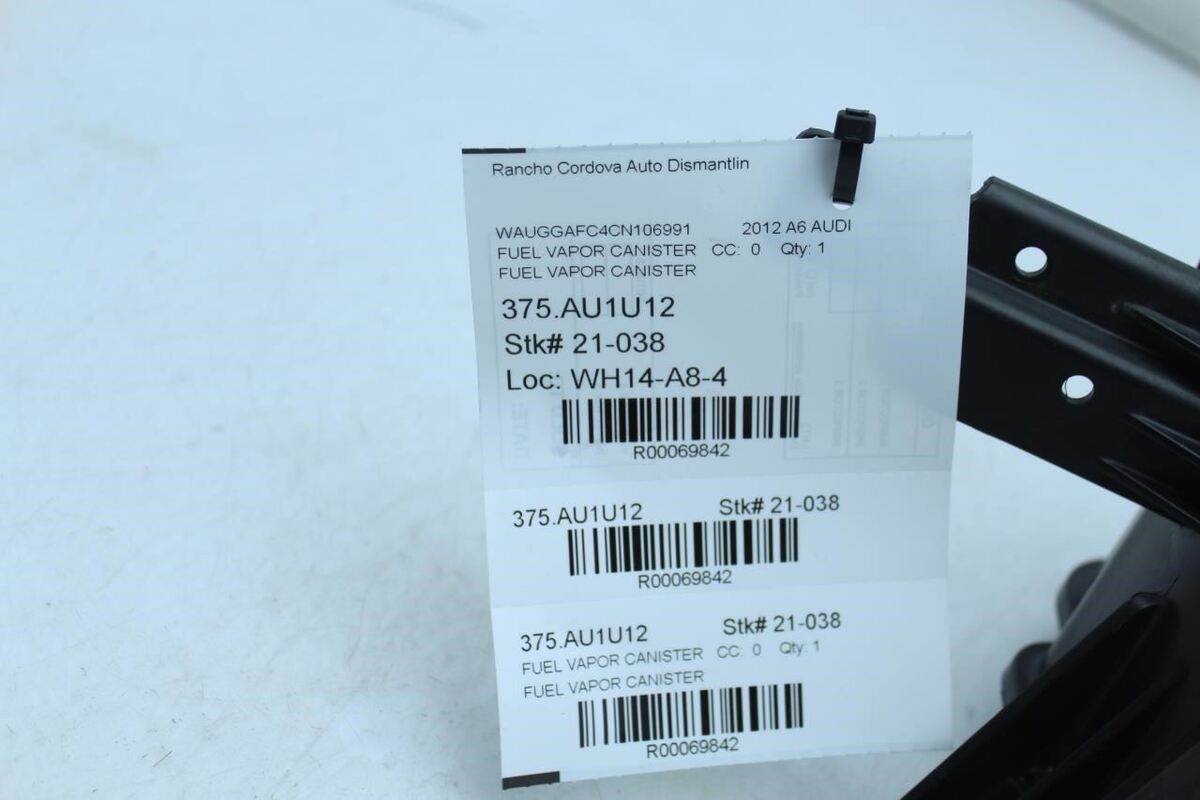 Rancho Cordova Auto Dismantlin
WAUGGAFC4CN106991 2012 A6 AUDI
FUEL VAPOR CANISTER CC: 0 Qty: 1
FUEL VAPOR CANISTER
375.AU1U12
Stk# 21-038
Loc: WH14-A8-4
R00069842
375.AU1U12 Stk# 21-038
R00069842
375.AU1U12 Stk# 21-038
FUEL VAPOR CANISTER CC: 0 Qty: 1
FUEL VAPOR CANISTER
R00069842